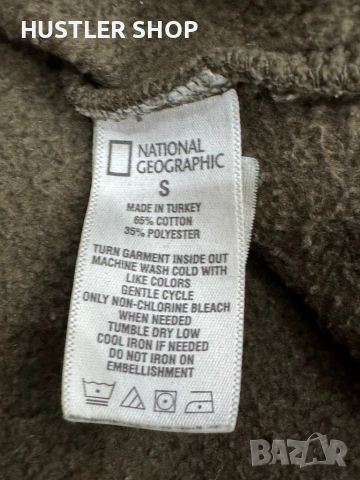 HUSTLER SHOP
NATIONAL
GEOGRAPHIC
S
MADE IN TURKEY
65% COTTON
35% POLYESTER
TURN GARMENT INSIDE OUT
MACHINE WASH COLD WITH
LIKE COLORS
GENTLE CYCLE
ONLY NON-CHLORINE BLEACH
WHEN NEEDED
TUMBLE DRY LOW
COOL IRON IF NEEDED
DO NOT IRON ON
EMBELLISHMENT
BAZAR